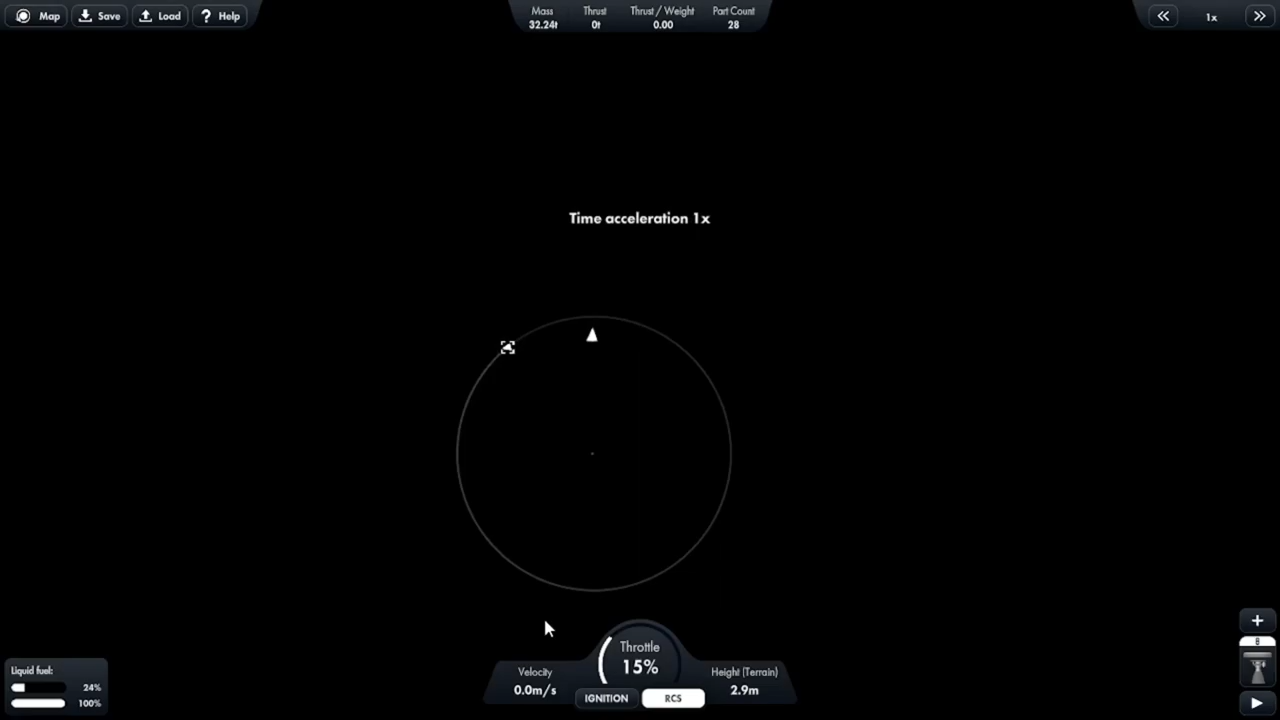 Map Save Load Help
Mass Thrust Thrust / Weight Part Count
32.24t 0t 0.00 28
1x
Time acceleration 1x
Throttle
15%
Velocity
0.0m/s
Height (Terrain)
2.9m
IGNITION RCS
Liquid fuel:
24%
100%
8